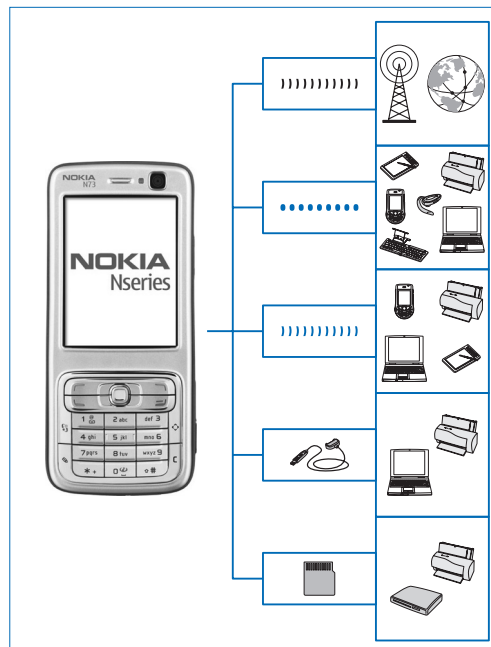 NOKIA
N73
NOKIA
Nseries
1 2 abc def 3
4 ghi 5 jkl mno 6
7 pqrs 8 tuv wxyz 9
* + 0 #